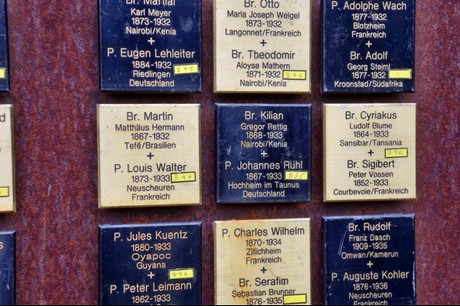 Br. Martial
Karl Meyer
1873-1932
Nairobi/Kenia
+
P. Eugen Lehleiter
1884-1932
Riedlingen
Deutschland
Br. Otto
Maria Joseph Weigel
1873-1932
Langonnet/Frankreich
+
Br. Theodomir
Aloyse Mathern
1871-1932
Nairobi/Kenia
P. Adolphe Wach
1877-1932
Blotzheim
Frankreich
+
Br. Adolf
Georg Steiml
1877-1932
Kroonstad/Südafrika
Br. Martin
Matthäus Hermann
1867-1932
Tefé/Brasilien
+
P. Louis Walter
1873-1933
Neuscheuren
Frankreich
Br. Kilian
Gregor Rettig
1868-1933
Nairobi/Kenia
+
P. Johannes Rühl
1867-1933
Hochheim im Taunus
Deutschland
Br. Cyriakus
Ludolf Blume
1864-1933
Sansibar/Tansania
+
Br. Sigibert
Peter Vossen
1852-1933
Courbevoie/Frankreich
P. Jules Kuentz
1880-1933
Oyapoc
Guyana
+
P. Peter Leimann
1862-1933
P. Charles Wilhelm
1870-1934
Zillichheim
Frankreich
+
Br. Serafim
Sebastian Brunner
1876-1935
Br. Rudolf
Franz Dasch
1909-1935
Omwan/Kamerun
+
P. Auguste Kohler
1876-1936
Neuscheuren